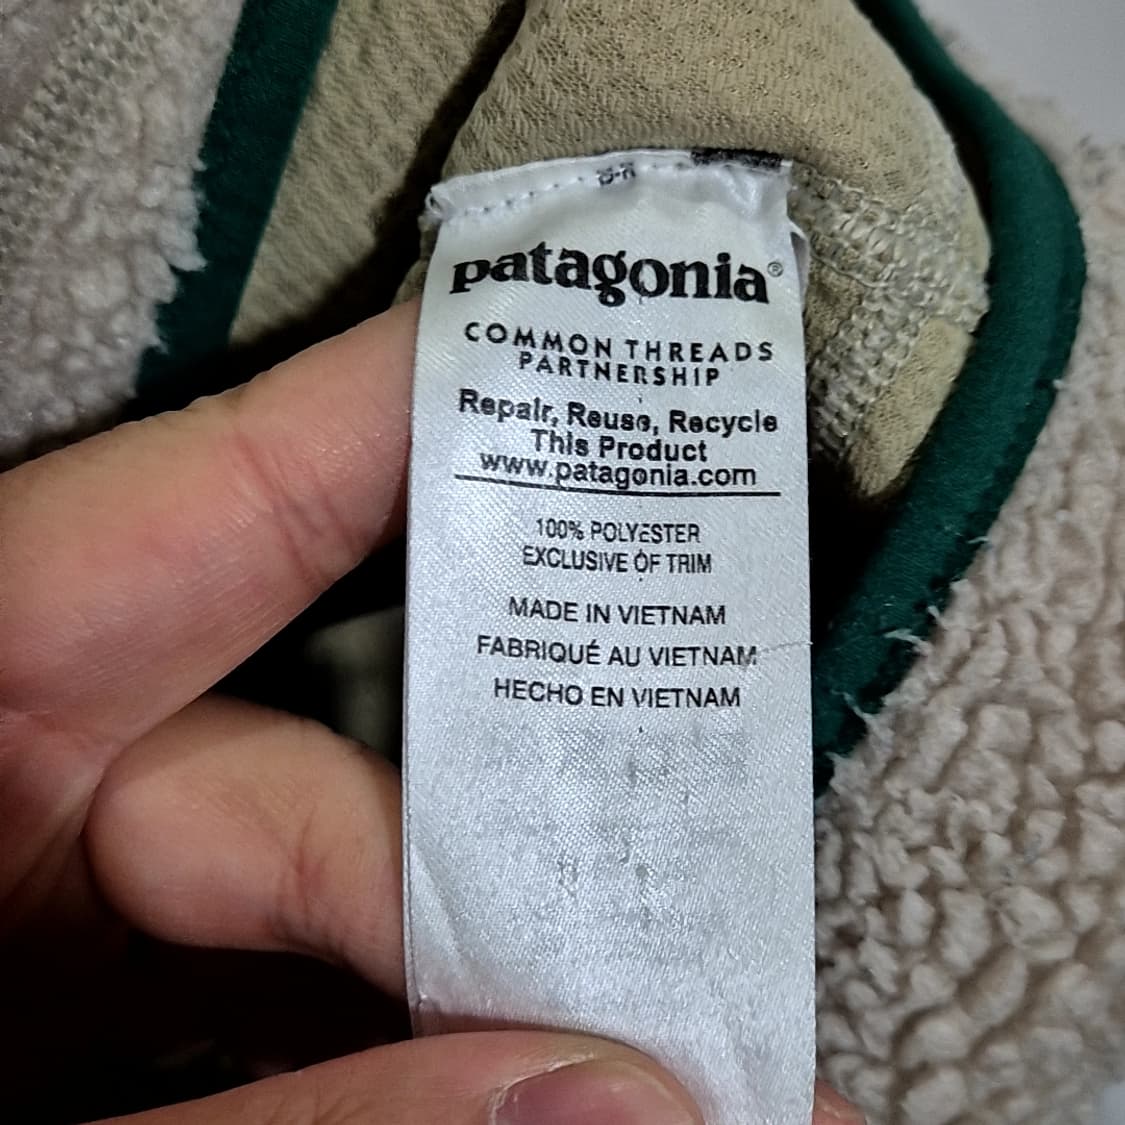 patagonia®
COMMON THREADS
PARTNERSHIP
Repair, Reuse, Recycle
This Product
www.patagonia.com
100% POLYESTER
EXCLUSIVE OF TRIM
MADE IN VIETNAM
FABRIQUÉ AU VIETNAM
HECHO EN VIETNAM